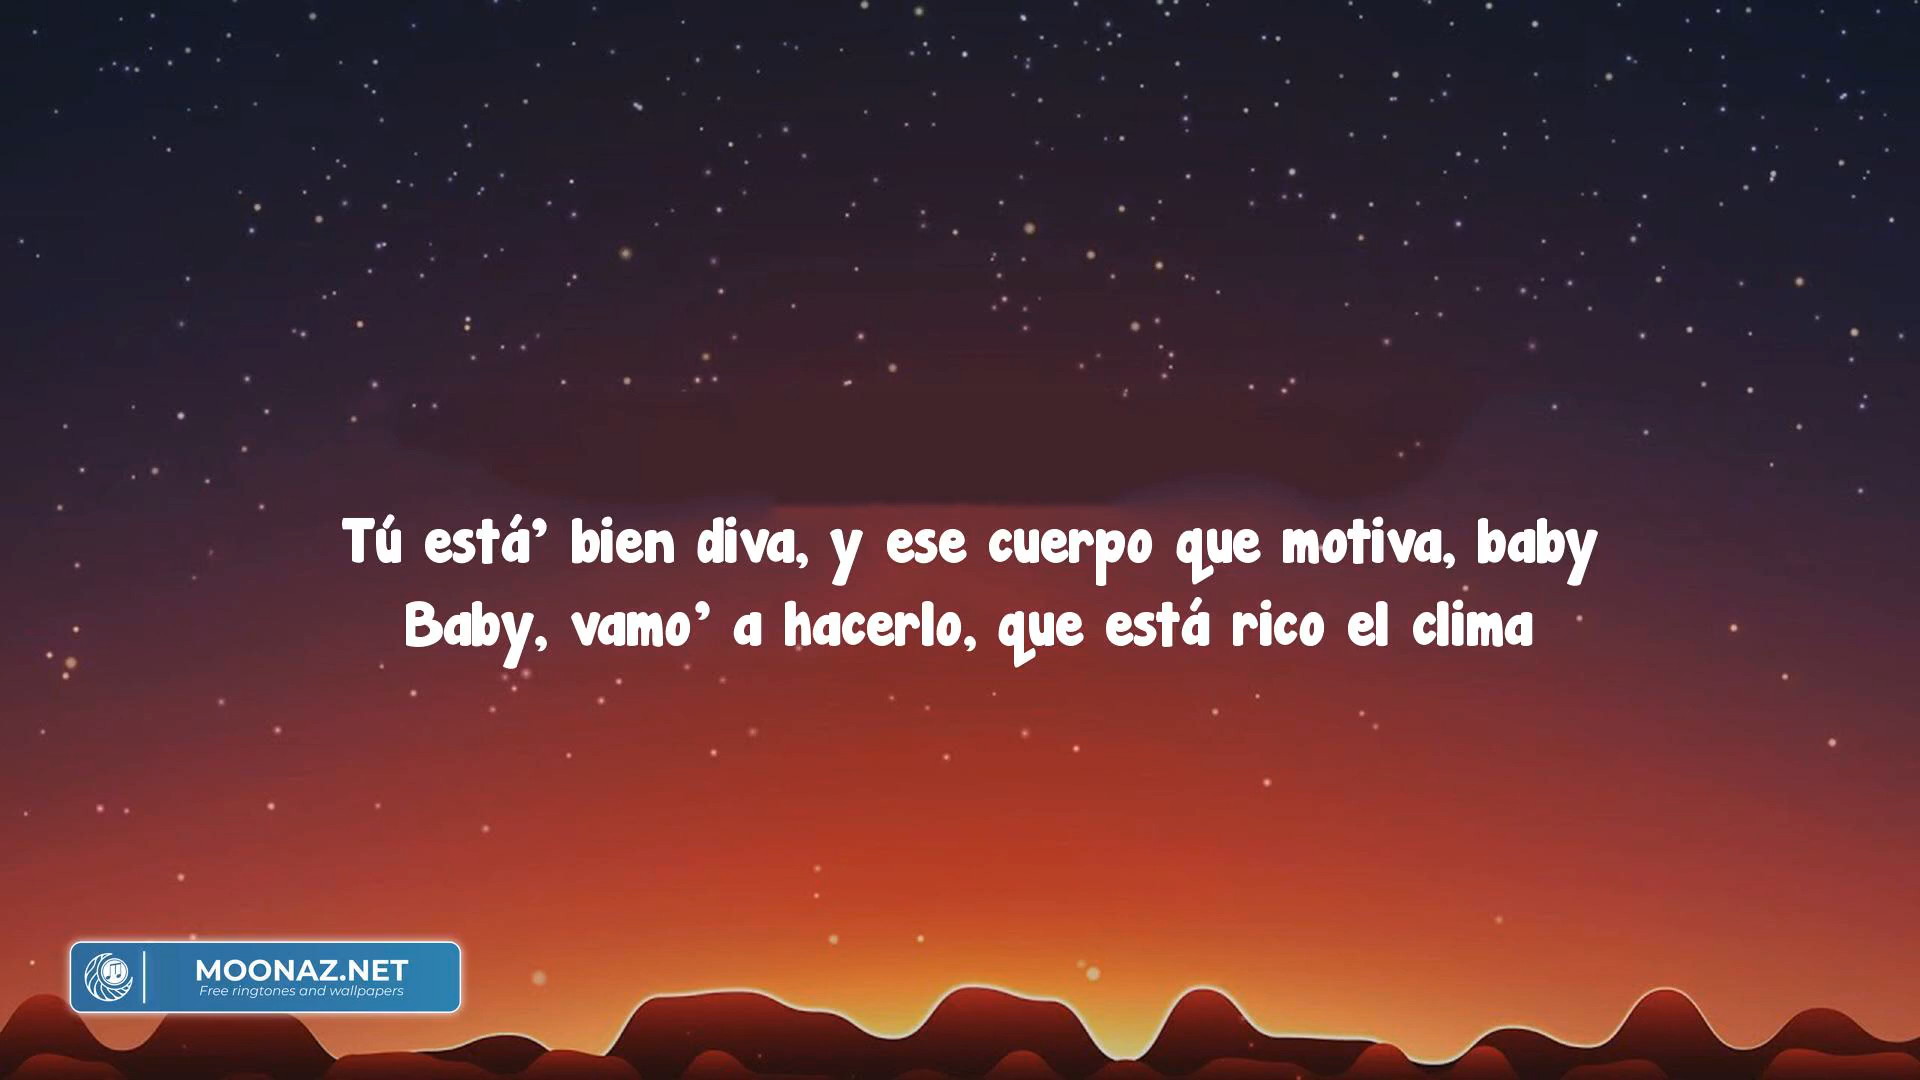 Tú está’ bien diva, y ese cuerpo que motiva, baby
Baby, vamo’ a hacerlo, que está rico el clima
MOONAZ.NET
Free ringtones and wallpapers